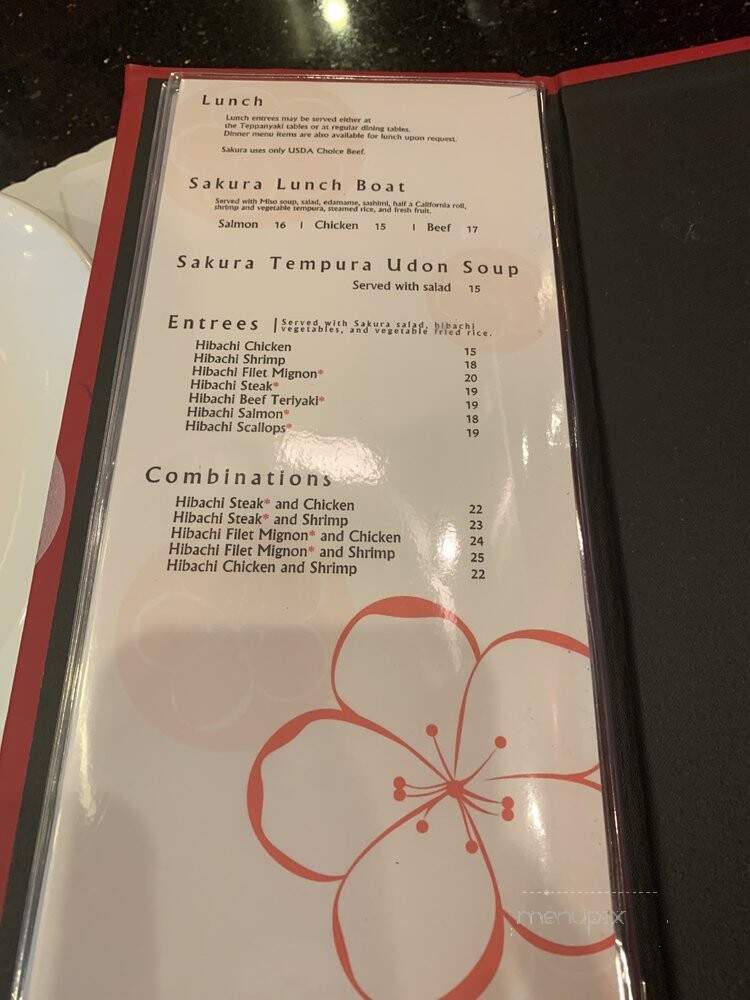 Lunch
Lunch entrees may be served either at
the Teppanyaki tables or at regular dining tables.
Dinner menu items are also available for lunch upon request.
Sakura uses only USDA Choice Beef.
Sakura Lunch Boat
Served with Miso soup, salad, edamame, sashimi, half a California roll,
shrimp and vegetable tempura, steamed rice, and fresh fruit.
Salmon 16 | Chicken 15 | Beef 17
Sakura Tempura Udon Soup
Served with salad 15
Entrees | Served with Sakura salad, hibachi
vegetables, and vegetable fried rice.
Hibachi Chicken 15
Hibachi Shrimp 18
Hibachi Filet Mignon* 20
Hibachi Steak* 19
Hibachi Beef Teriyaki* 19
Hibachi Salmon* 18
Hibachi Scallops* 19
Combinations
Hibachi Steak* and Chicken 22
Hibachi Steak* and Shrimp 23
Hibachi Filet Mignon* and Chicken 24
Hibachi Filet Mignon* and Shrimp 25
Hibachi Chicken and Shrimp 22
menupix